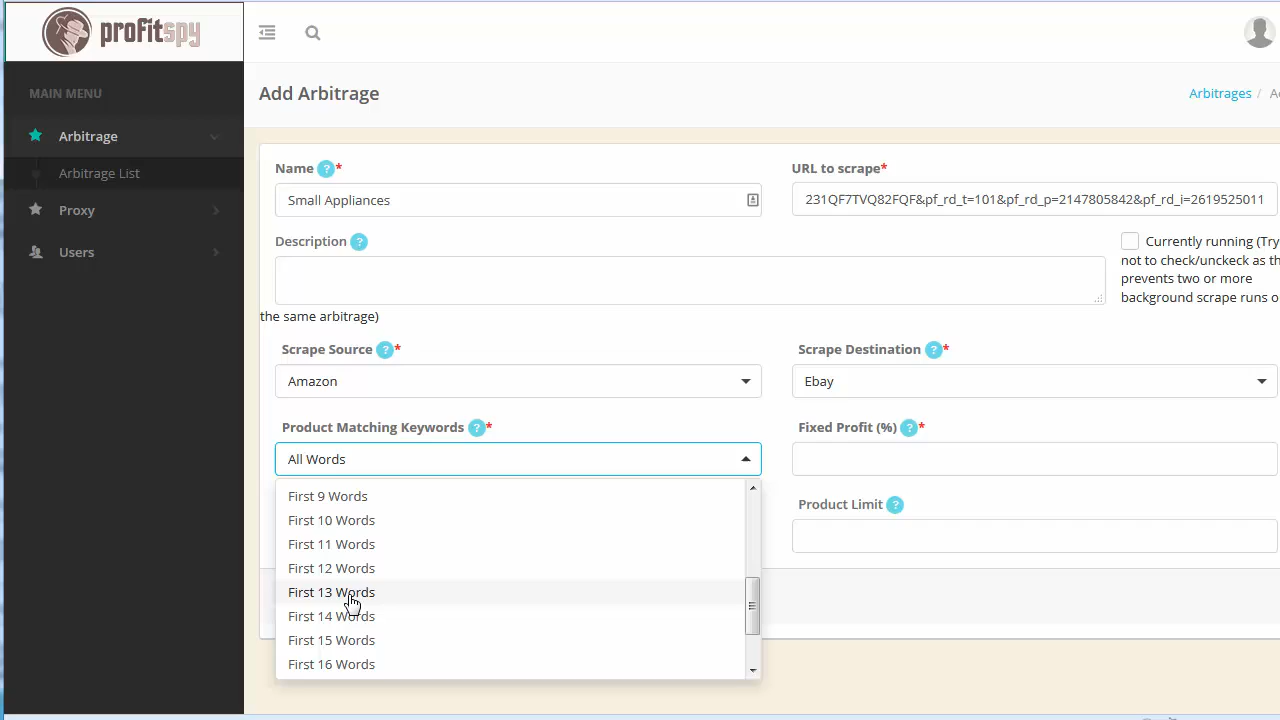 profitspy
MAIN MENU
Arbitrage
Arbitrage List
Proxy
Users
Add Arbitrage
Arbitrages /
Name ?*
Small Appliances
URL to scrape*
231QF7TVQ82FQF&pf_rd_t=101&pf_rd_p=2147805842&pf_rd_i=2619525011
Description ?
Currently running (Try
not to check/unckeck as th
prevents two or more
background scrape runs o
the same arbitrage)
Scrape Source ?*
Amazon
Scrape Destination ?*
Ebay
Product Matching Keywords ?*
All Words
Fixed Profit (%) ?*
First 9 Words
First 10 Words
First 11 Words
First 12 Words
First 13 Words
First 14 Words
First 15 Words
First 16 Words
Product Limit ?